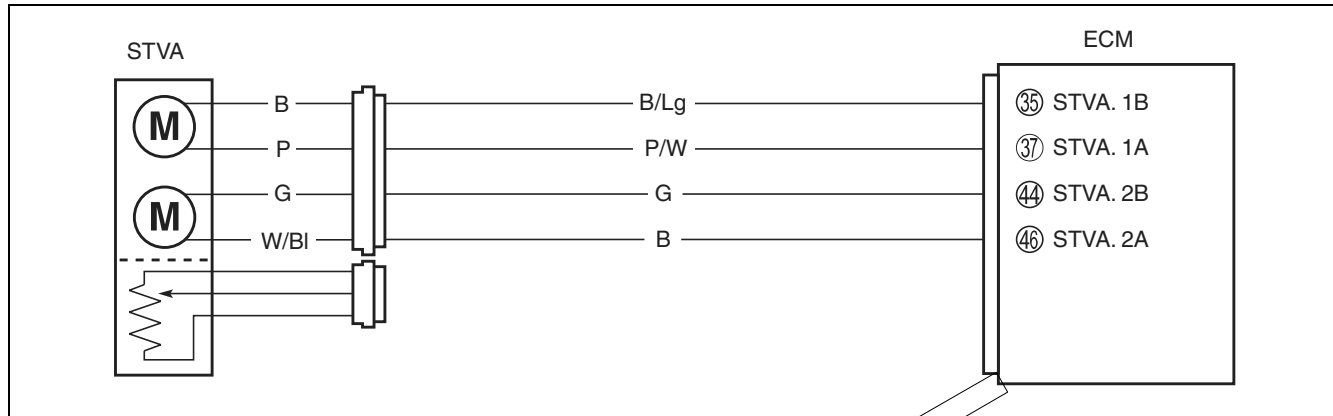 STVA
ECM
M
B
B/Lg
35 STVA. 1B
P
P/W
37 STVA. 1A
M
G
G
44 STVA. 2B
W/Bl
B
46 STVA. 2A